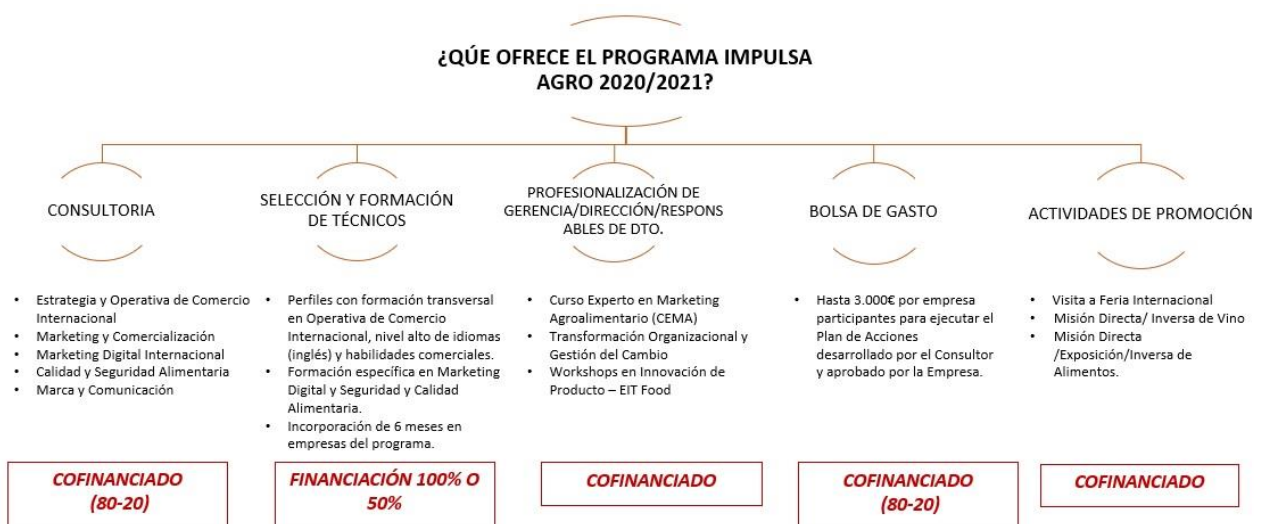 ¿QÚE OFRECE EL PROGRAMA IMPULSA
AGRO 2020/2021?
CONSULTORIA
SELECCIÓN Y FORMACIÓN
DE TÉCNICOS
PROFESIONALIZACIÓN DE
GERENCIA/DIRECCIÓN/RESPONS
ABLES DE DTO.
BOLSA DE GASTO
ACTIVIDADES DE PROMOCIÓN
• Estrategia y Operativa de Comercio
Internacional
• Marketing y Comercialización
• Marketing Digital Internacional
• Calidad y Seguridad Alimentaria
• Marca y Comunicación
• Perfiles con formación transversal
en Operativa de Comercio
Internacional, nivel alto de idiomas
(inglés) y habilidades comerciales.
• Formación específica en Marketing
Digital y Seguridad y Calidad
Alimentaria.
• Incorporación de 6 meses en
empresas del programa.
• Curso Experto en Marketing
Agroalimentario (CEMA)
• Transformación Organizacional y
Gestión del Cambio
• Workshops en Innovación de
Producto – EIT Food
• Hasta 3.000€ por empresa
participantes para ejecutar el
Plan de Acciones
desarrollado por el Consultor
y aprobado por la Empresa.
• Visita a Feria Internacional
• Misión Directa/ Inversa de Vino
• Misión Directa
/Exposición/Inversa de
Alimentos.
COFINANCIADO
(80-20)
FINANCIACIÓN 100% O
50%
COFINANCIADO
COFINANCIADO
(80-20)
COFINANCIADO